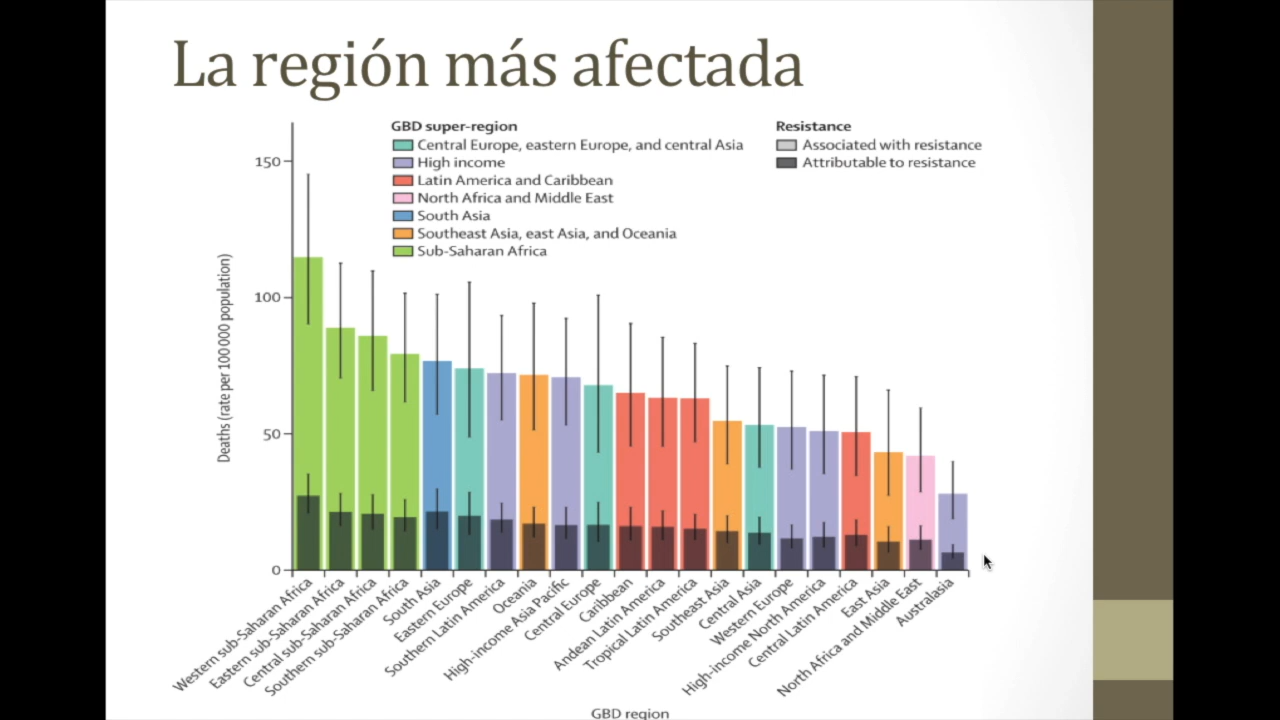 La región más afectada
GBD super-region
Central Europe, eastern Europe, and central Asia
High income
Latin America and Caribbean
North Africa and Middle East
South Asia
Southeast Asia, east Asia, and Oceania
Sub-Saharan Africa
Resistance
Associated with resistance
Attributable to resistance
Deaths (rate per 100 000 population)
150
100
50
0
Western sub-Saharan Africa
Eastern sub-Saharan Africa
Central sub-Saharan Africa
Southern sub-Saharan Africa
South Asia
Eastern Europe
Southern Latin America
Oceania
High-income Asia Pacific
Central Europe
Caribbean
Andean Latin America
Tropical Latin America
Southeast Asia
Central Asia
Western Europe
High-income North America
Central Latin America
East Asia
North Africa and Middle East
Australasia
GBD region